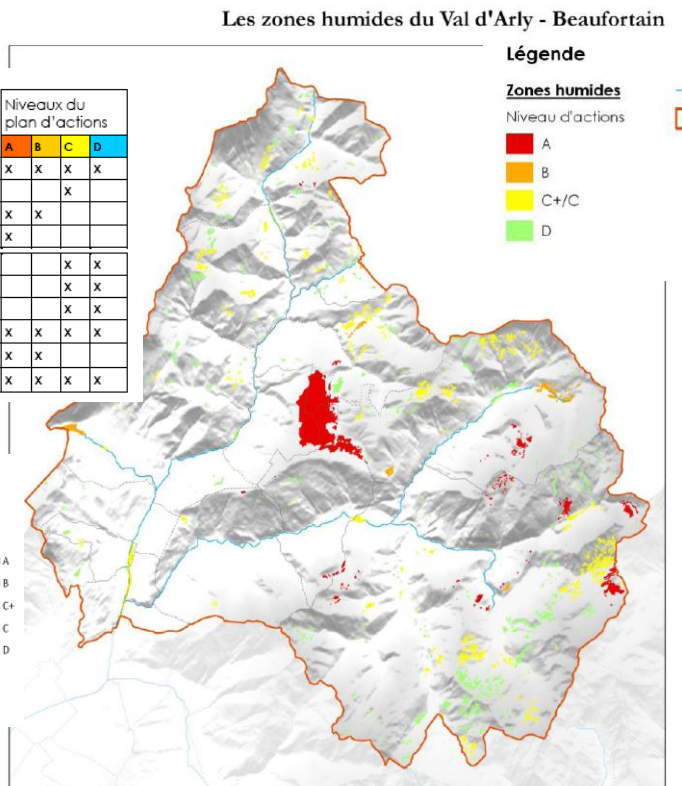 Les zones humides du Val d'Arly - Beaufortain
Légende
Zones humides
Niveau d'actions
A
B
C+/C
D
Niveaux du
plan d'actions
A B C D
x x x x
x
x x
x
x x
x x
x x
x x x x
x x
x x x x
A
B
C+
C
D